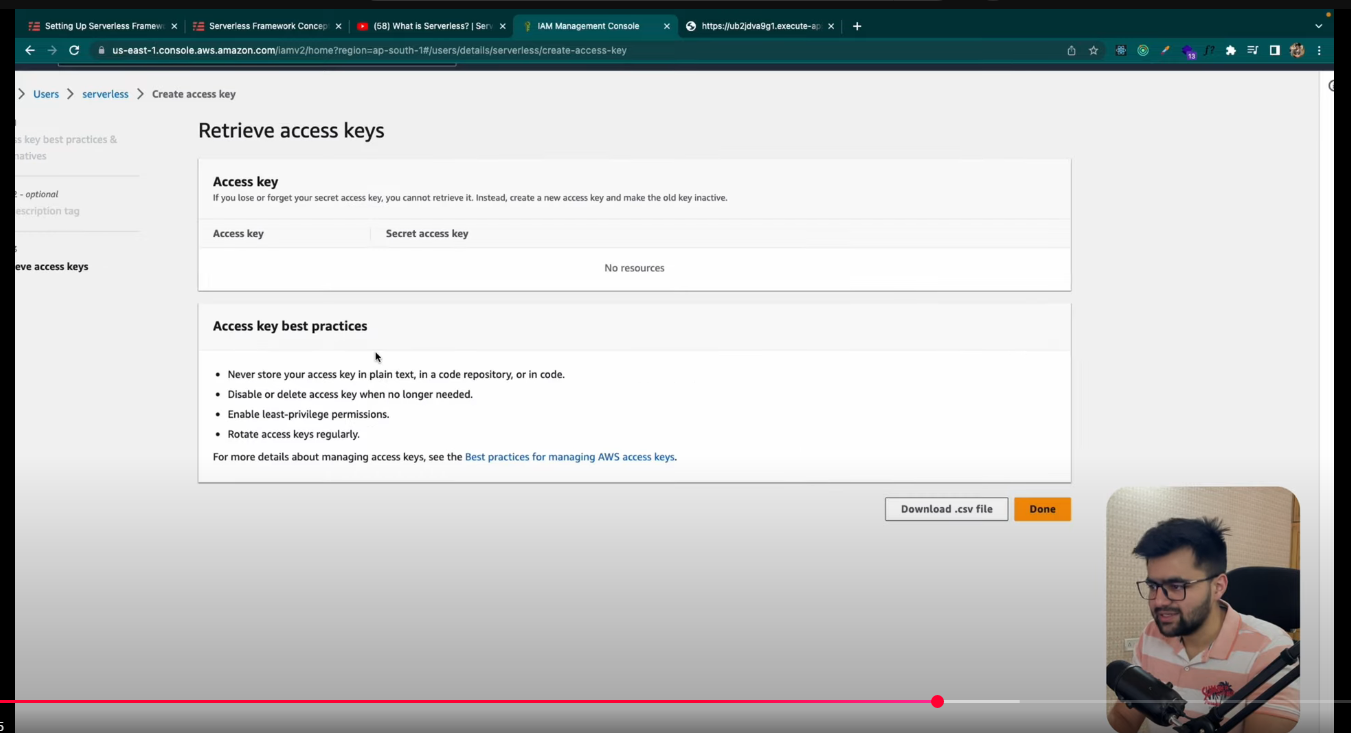 Setting Up Serverless Framew
Serverless Framework Concep
(58) What is Serverless? | Serv
IAM Management Console
https://ub2jdva9g1.execute-ap
us-east-1.console.aws.amazon.com/iamv2/home?region=ap-south-1#/users/details/serverless/create-access-key
13
Users
serverless
Create access key
ss key best practices &
natives
2 - optional
escription tag
eve access keys
Retrieve access keys
Access key
If you lose or forget your secret access key, you cannot retrieve it. Instead, create a new access key and make the old key inactive.
Access key Secret access key
No resources
Access key best practices
• Never store your access key in plain text, in a code repository, or in code.
• Disable or delete access key when no longer needed.
• Enable least-privilege permissions.
• Rotate access keys regularly.
For more details about managing access keys, see the Best practices for managing AWS access keys.
Download .csv file
Done
5